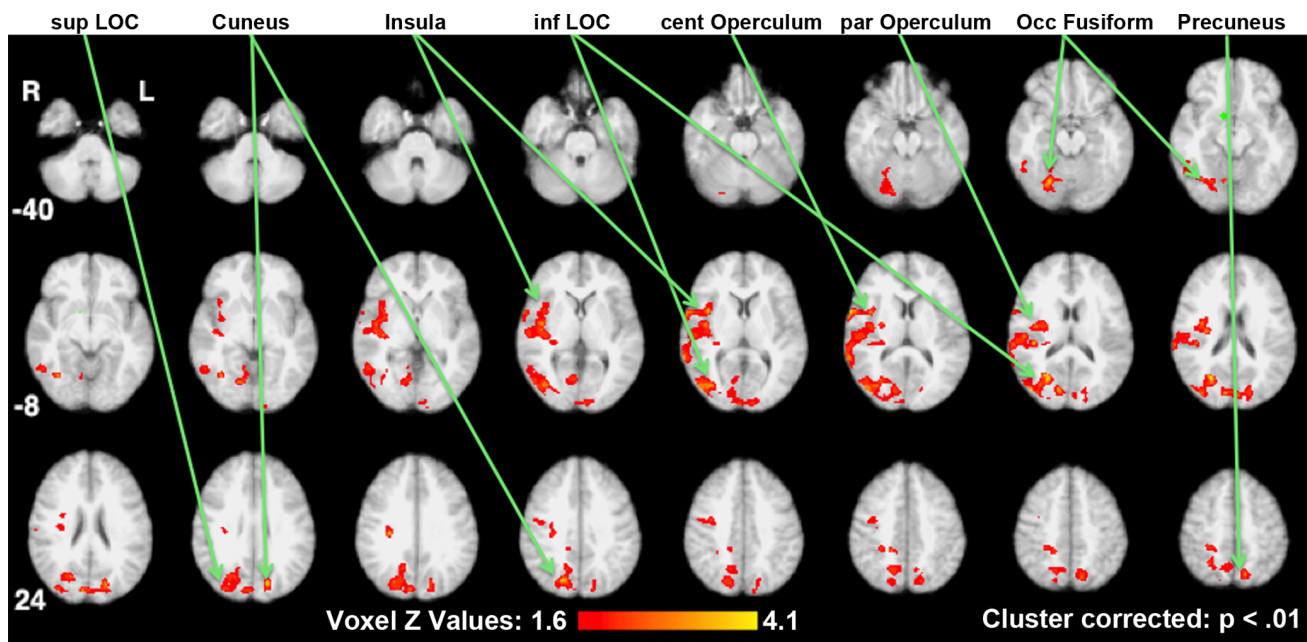 sup LOC Cuneus Insula inf LOC cent Operculum par Operculum Occ Fusiform Precuneus
R L
-40
-8
24
Voxel Z Values: 1.6 4.1 Cluster corrected: p < .01